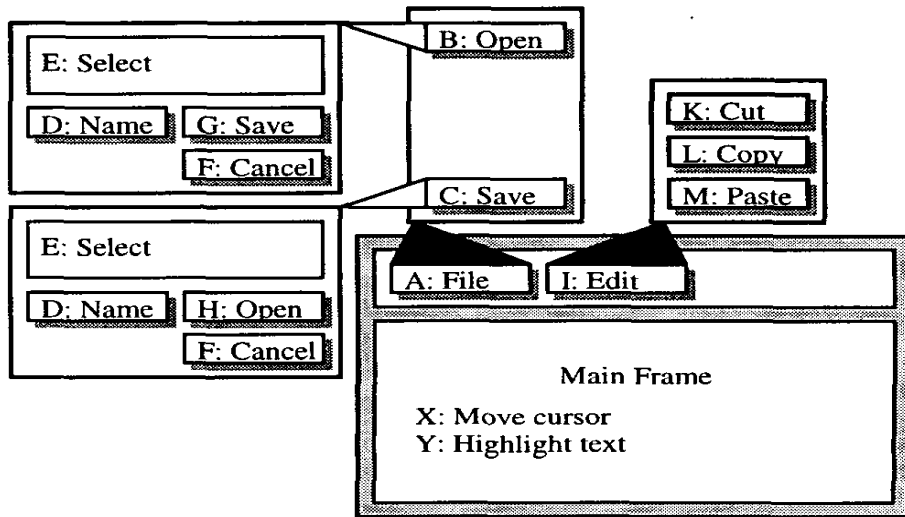 E: Select
D: Name
G: Save
F: Cancel
B: Open
C: Save
E: Select
D: Name
H: Open
F: Cancel
K: Cut
L: Copy
M: Paste
A: File
I: Edit
Main Frame
X: Move cursor
Y: Highlight text